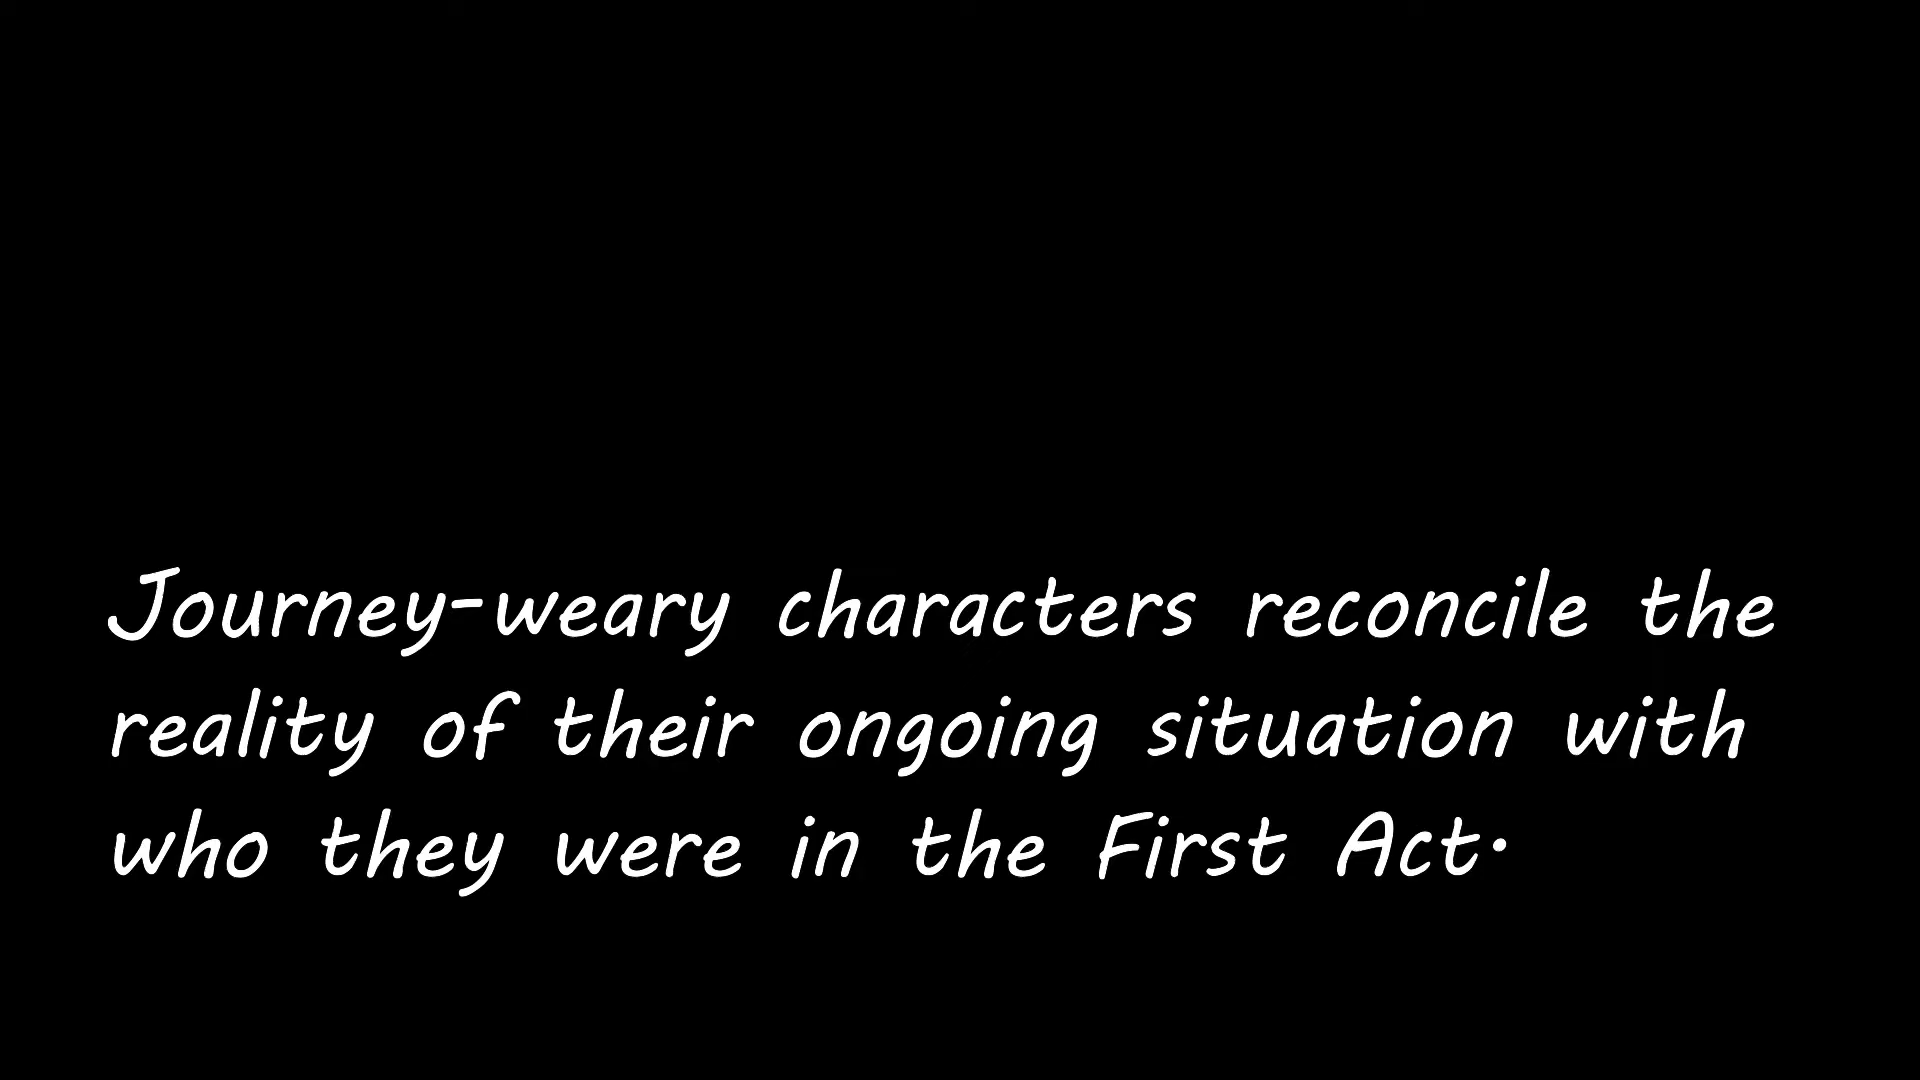 Journey-weary characters reconcile the
reality of their ongoing situation with
who they were in the First Act.